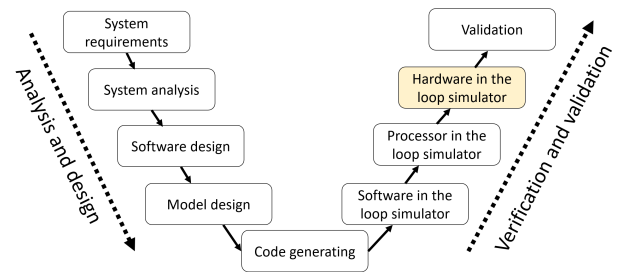 System
requirements
System analysis
Software design
Model design
Code generating
Software in the
loop simulator
Processor in the
loop simulator
Hardware in the
loop simulator
Validation
Analysis and design
Verification and validation